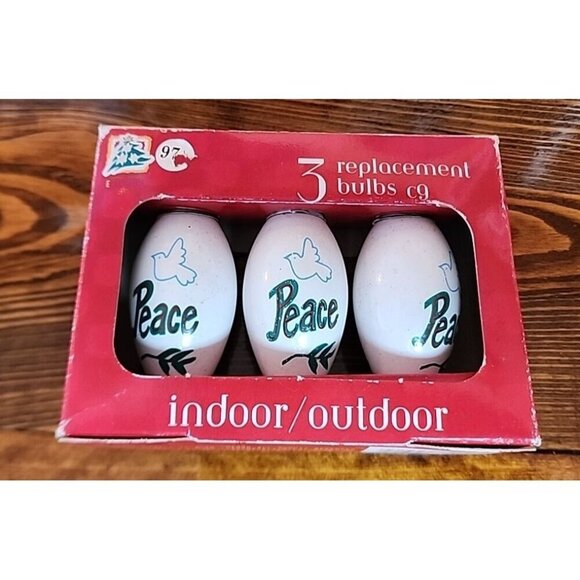 97
3 replacement
bulbs c9
Peace
Peace
Pea
indoor/outdoor